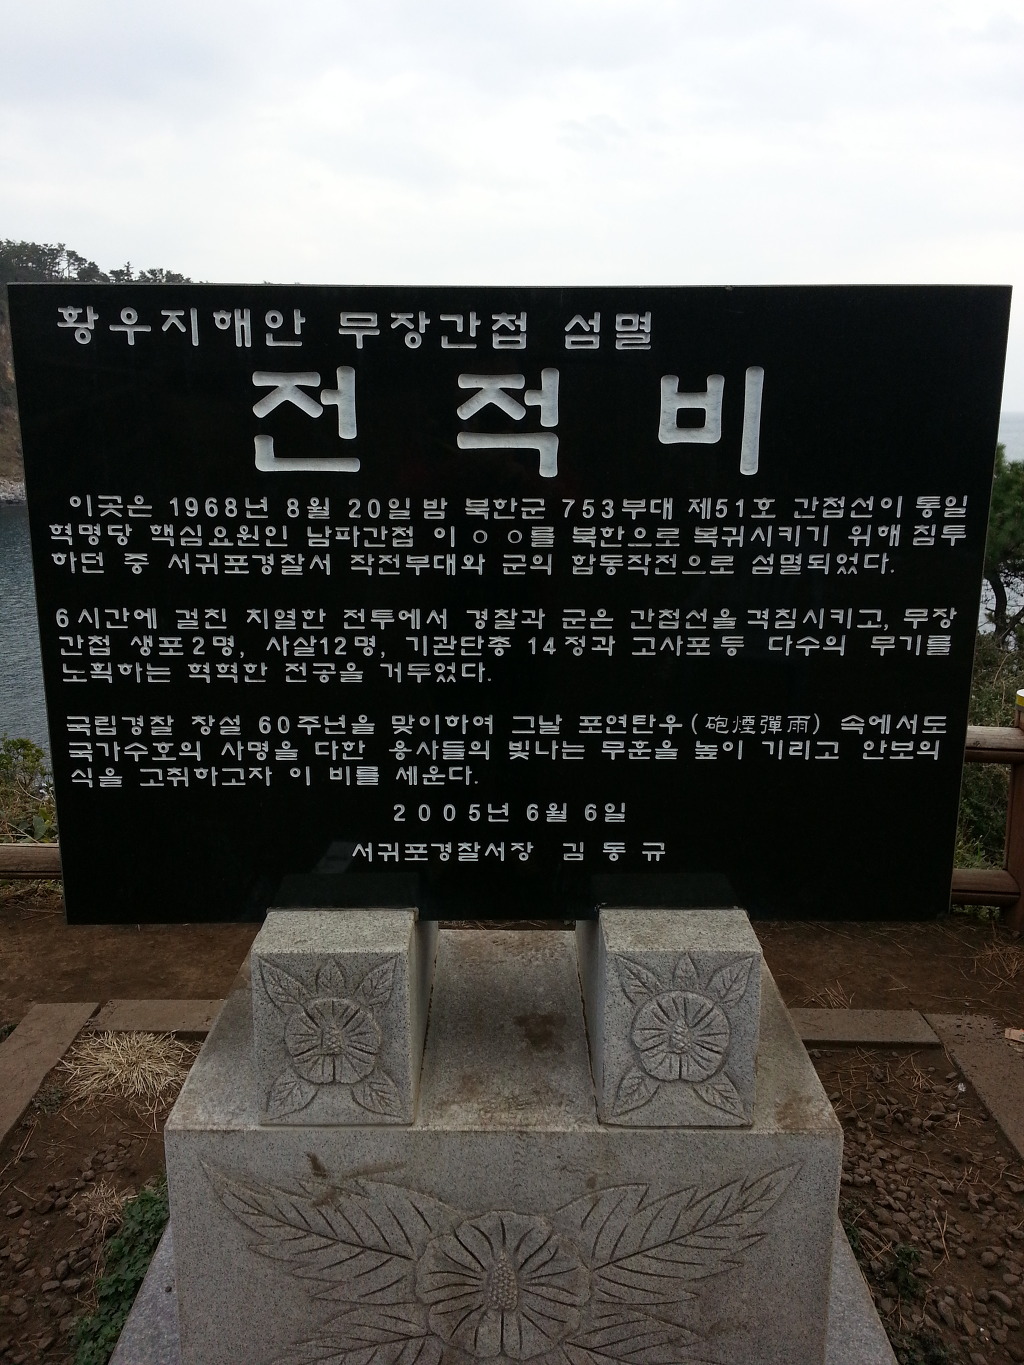 황우지해안 무장간첩 섬멸
전적비
이곳은 1968년 8월 20일 밤 북한군 753부대 제51호 간첩선이 통일
혁명당 핵심요원인 남파간첩 이ㅇㅇ를 북한으로 복귀시키기 위해 침투
하던 중 서귀포경찰서 작전부대와 군의 합동작전으로 섬멸되었다.
6시간에 걸친 치열한 전투에서 경찰과 군은 간첩선을 격침시키고, 무장
간첩 생포2명, 사살12명, 기관단총 14정과 고사포등 다수의 무기를
노획하는 혁혁한 전공을 거두었다.
국립경찰 창설 60주년을 맞이하여 그날 포연탄우(砲煙彈雨) 속에서도
국가수호의 사명을 다한 용사들의 빛나는 무훈을 높이 기리고 안보의
식을 고취하고자 이 비를 세운다.
2005년 6월 6일
서귀포경찰서장 김동규